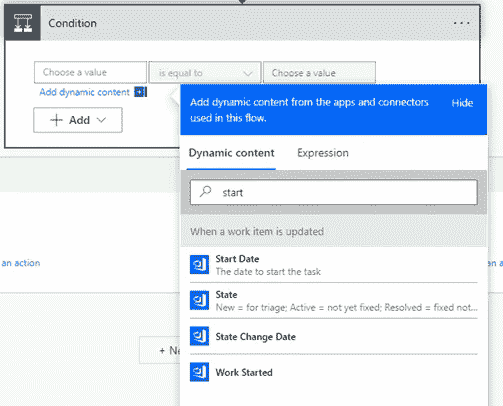 Condition
...
Choose a value
is equal to
Choose a value
Add dynamic content
Add
Add dynamic content from the apps and connectors
used in this flow.
Hide
Dynamic content
Expression
start
When a work item is updated
an action
Start Date
The date to start the task
State
New = for triage; Active = not yet fixed; Resolved = fixed not...
State Change Date
+ Ne
Work Started